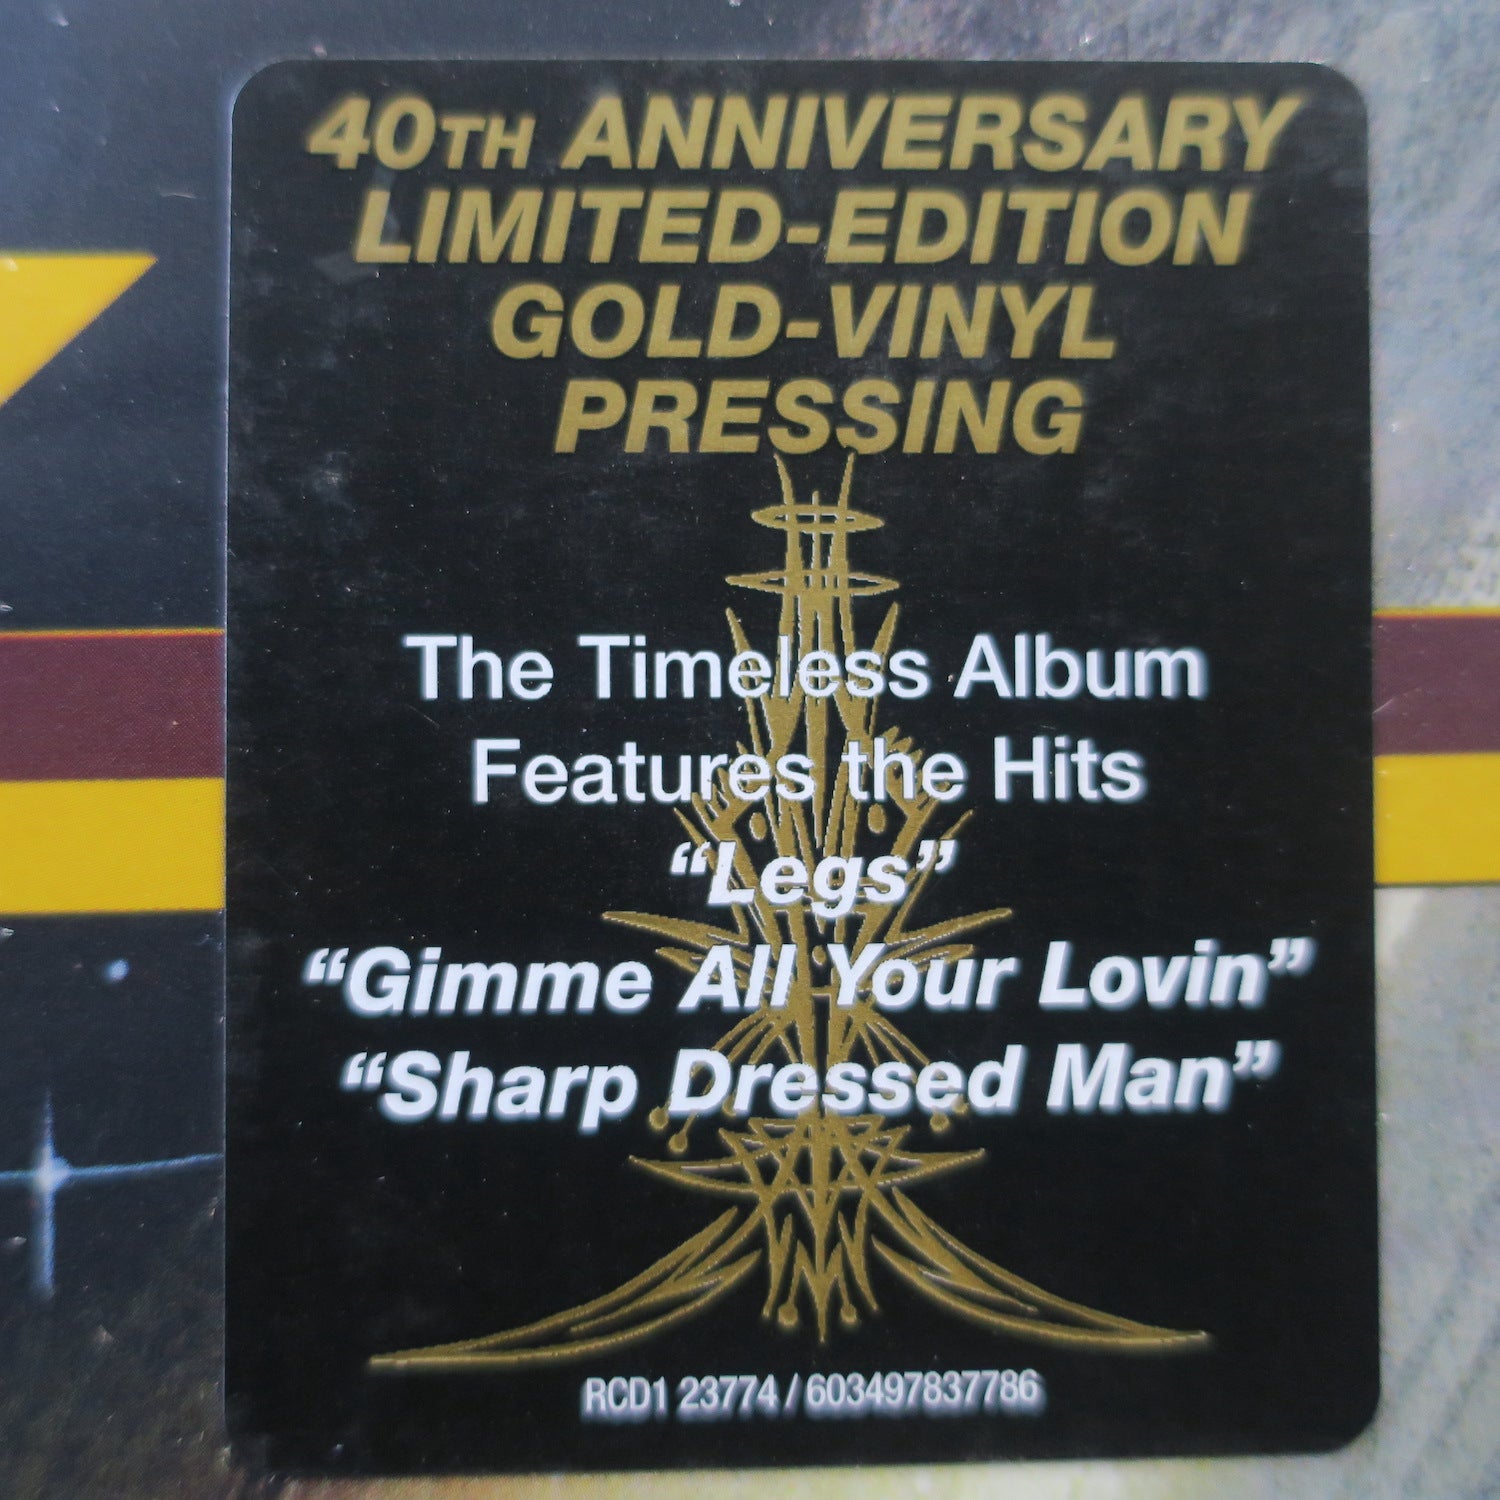 40TH ANNIVERSARY
LIMITED-EDITION
GOLD-VINYL
PRESSING
The Timeless Album
Features the Hits
“Legs”
“Gimme All Your Lovin”
“Sharp Dressed Man”
RCD1 23774 / 603497837786